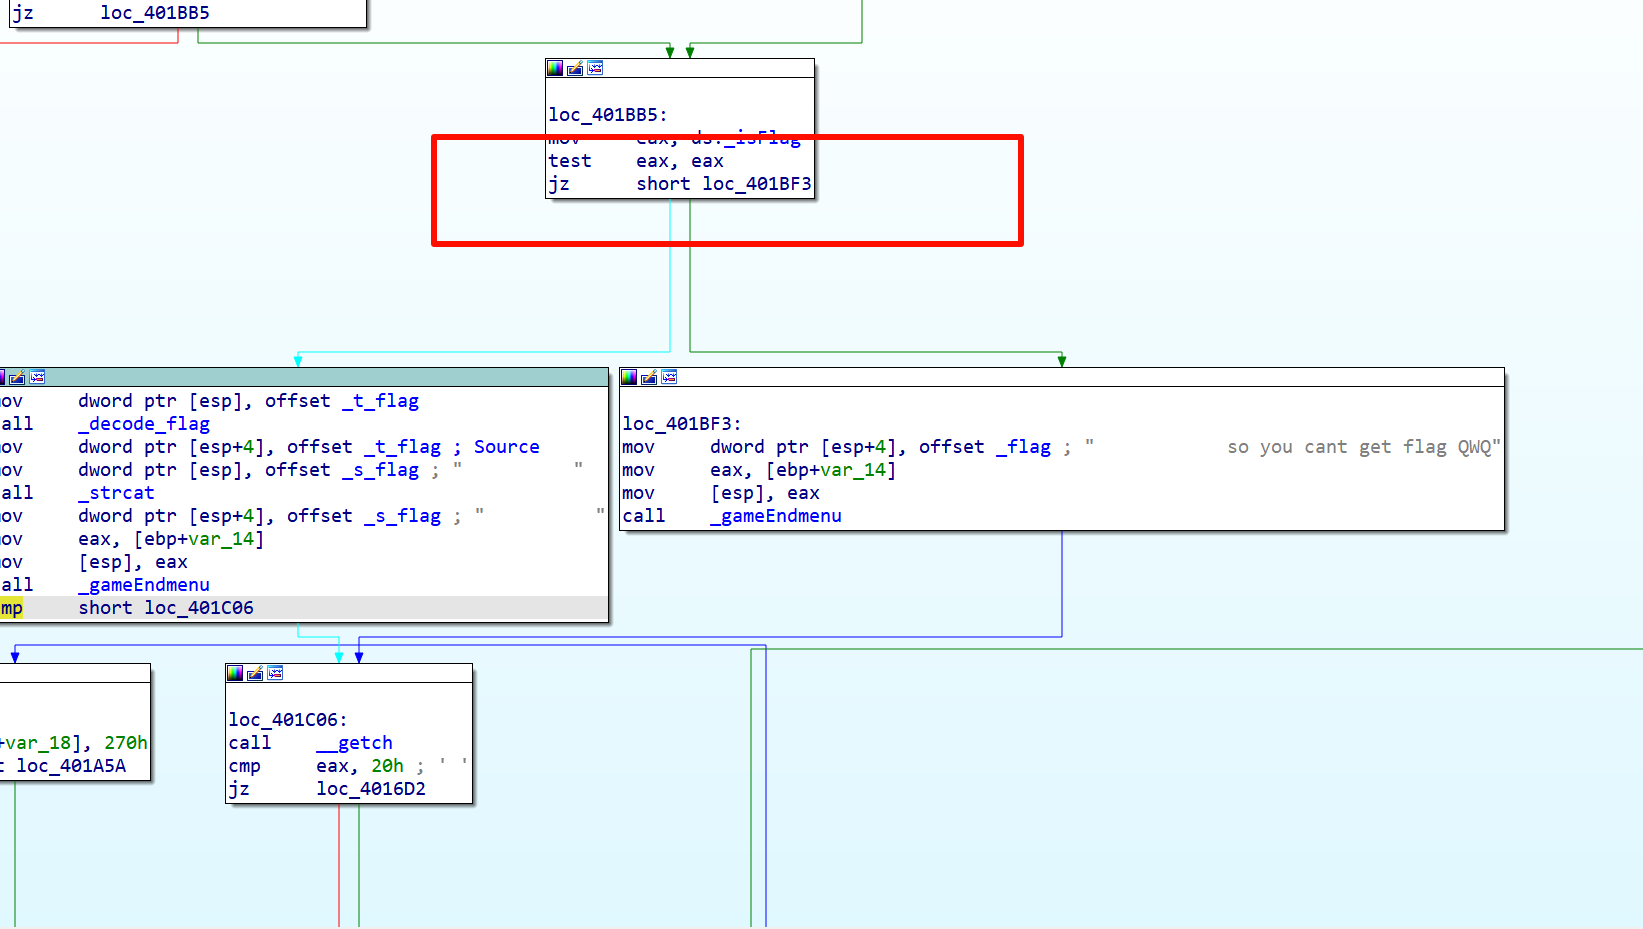 jz loc_401BB5
loc_401BB5:
mov eax, ds:_isFlag
test eax, eax
jz short loc_401BF3
ov dword ptr [esp], offset _t_flag
all _decode_flag
ov dword ptr [esp+4], offset _t_flag ; Source
ov dword ptr [esp], offset _s_flag ; " "
all _strcat
ov dword ptr [esp+4], offset _s_flag ; " "
ov eax, [ebp+var_14]
ov [esp], eax
all _gameEndmenu
mp short loc_401C06
loc_401BF3:
mov dword ptr [esp+4], offset _flag ; " so you cant get flag QWQ"
mov eax, [ebp+var_14]
mov [esp], eax
call _gameEndmenu
+var_18], 270h
t loc_401A5A
loc_401C06:
call __getch
cmp eax, 20h ; ' '
jz loc_4016D2